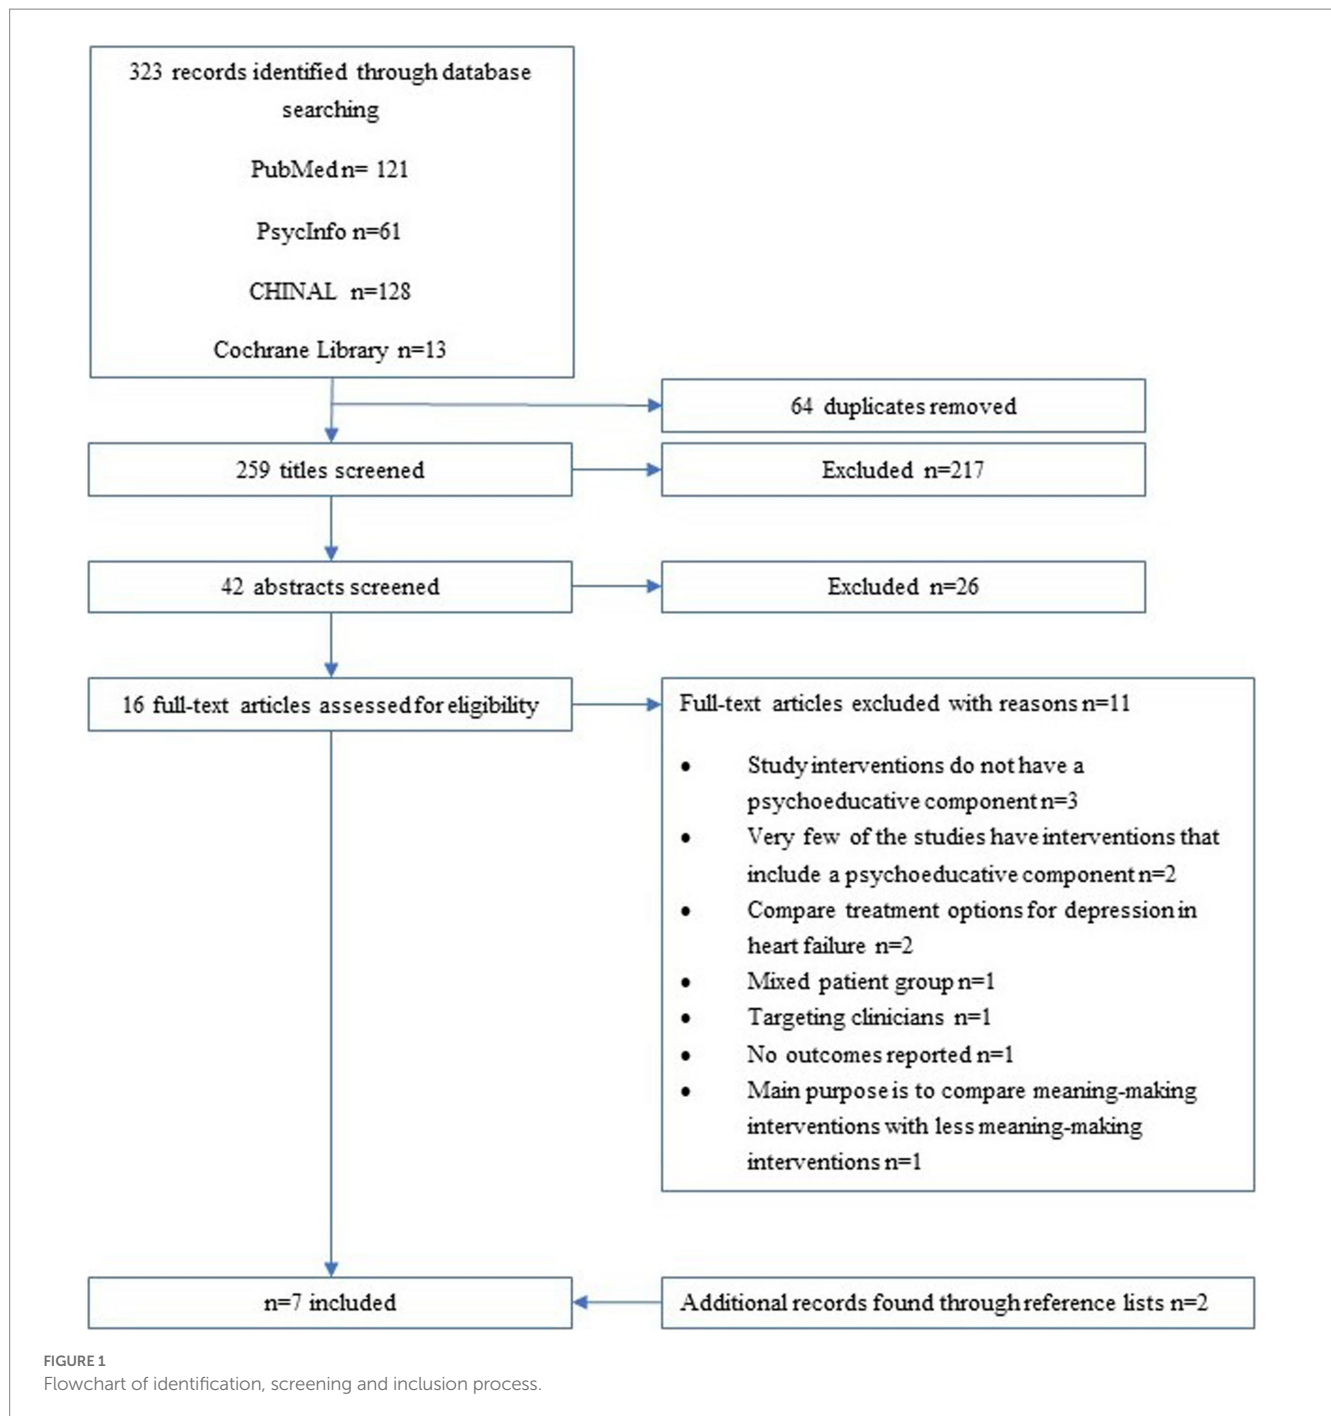 323 records identified through database
searching
PubMed n= 121
PsycInfo n=61
CHINAL n=128
Cochrane Library n=13
64 duplicates removed
259 titles screened
Excluded n=217
42 abstracts screened
Excluded n=26
16 full-text articles assessed for eligibility
Full-text articles excluded with reasons n=11
• Study interventions do not have a
psychoeducative component n=3
• Very few of the studies have interventions that
include a psychoeducative component n=2
• Compare treatment options for depression in
heart failure n=2
• Mixed patient group n=1
• Targeting clinicians n=1
• No outcomes reported n=1
• Main purpose is to compare meaning-making
interventions with less meaning-making
interventions n=1
n=7 included
Additional records found through reference lists n=2
FIGURE 1
Flowchart of identification, screening and inclusion process.